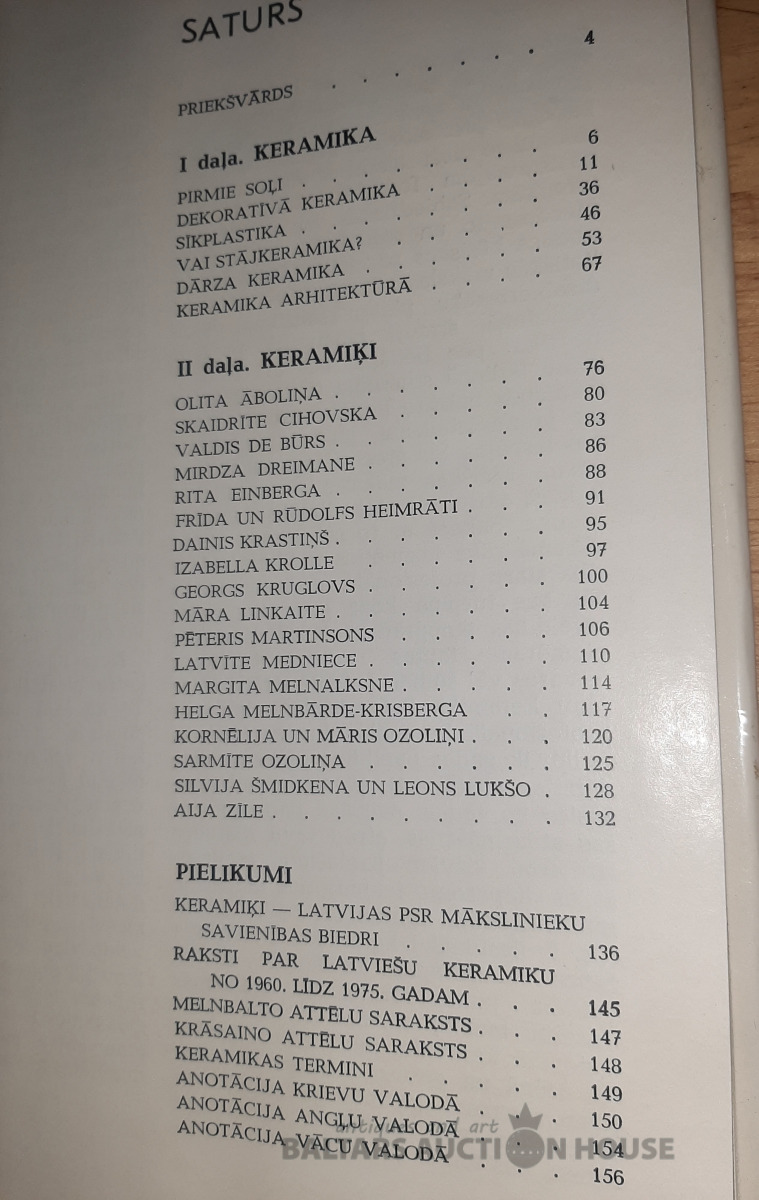 SATURS
PRIEKŠVĀRDS . . . . . . . 4
I daļa. KERAMIKA
PIRMIE SOĻI . . . . . . . . 6
DEKORATĪVĀ KERAMIKA . . . . 11
SĪKPLASTIKA . . . . . . . . 36
VAI STĀJKERAMIKA? . . . . . 46
DĀRZA KERAMIKA . . . . . . 53
KERAMIKA ARHITEKTŪRĀ . . . . 67
II daļa. KERAMIĶI
OLITA ĀBOLIŅA . . . . . . . 76
SKAIDRĪTE CIHOVSKA . . . . . 80
VALDIS DE BŪRS . . . . . . . 83
MIRDZA DREIMANE . . . . . . 86
RITA EINBERGA . . . . . . . 88
FRĪDA UN RŪDOLFS HEIMRĀTI . . . 91
DAINIS KRASTIŅŠ . . . . . . . 95
IZABELLA KROLLE . . . . . . 97
GEORGS KRUGLOVS . . . . . . 100
MĀRA LINKAITE . . . . . . . 104
PĒTERIS MARTINSONS . . . . . 106
LATVĪTE MEDNIECE . . . . . . 110
MARGITA MELNALKSNE . . . . . 114
HELGA MELNBĀRDE-KRISBERGA . . 117
KORNĒLIJA UN MĀRIS OZOLIŅI . . . 120
SARMĪTE OZOLIŅA . . . . . . 125
SILVIJA ŠMIDKENA UN LEONS LUKŠO . 128
AIJA ZĪLE . . . . . . . . . 132
PIELIKUMI
KERAMIĶI — LATVIJAS PSR MĀKSLINIEKU
SAVIENĪBAS BIEDRI . . . . . 136
RAKSTI PAR LATVIEŠU KERAMIKU
NO 1960. LĪDZ 1975. GADAM . . . 145
MELNBALTO ATTĒLU SARAKSTS . . . 147
KRĀSAINO ATTĒLU SARAKSTS . . . 148
KERAMIKAS TERMINI . . . . . 149
ANOTĀCIJA KRIEVU VALODĀ . . . 150
ANOTĀCIJA ANGĻU VALODĀ . . . 154
ANOTĀCIJA VĀCU VALODĀ . . . 156
antiques and art
BALTARS AUCTION HOUSE